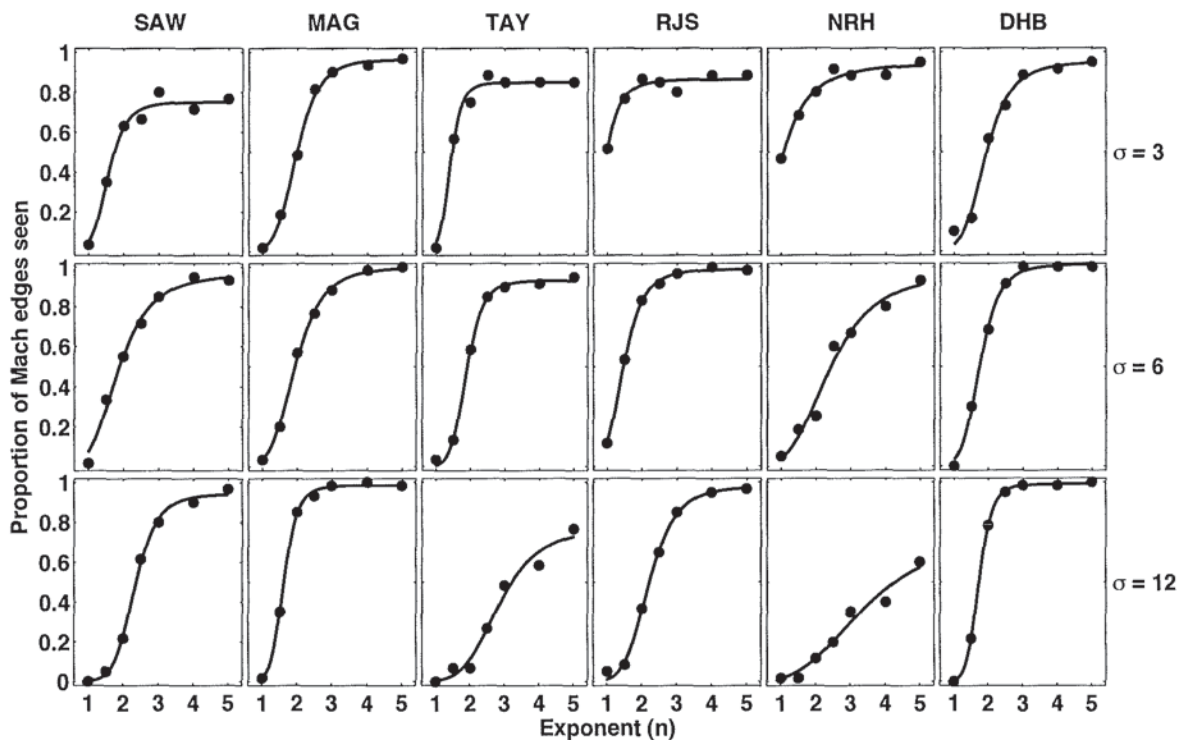 SAW MAG TAY RJS NRH DHB
Proportion of Mach edges seen
1
0.8
0.6
0.4
0.2
σ = 3
1
0.8
0.6
0.4
0.2
σ = 6
1
0.8
0.6
0.4
0.2
0
σ = 12
1 2 3 4 5 1 2 3 4 5 1 2 3 4 5 1 2 3 4 5 1 2 3 4 5 1 2 3 4 5
Exponent (n)